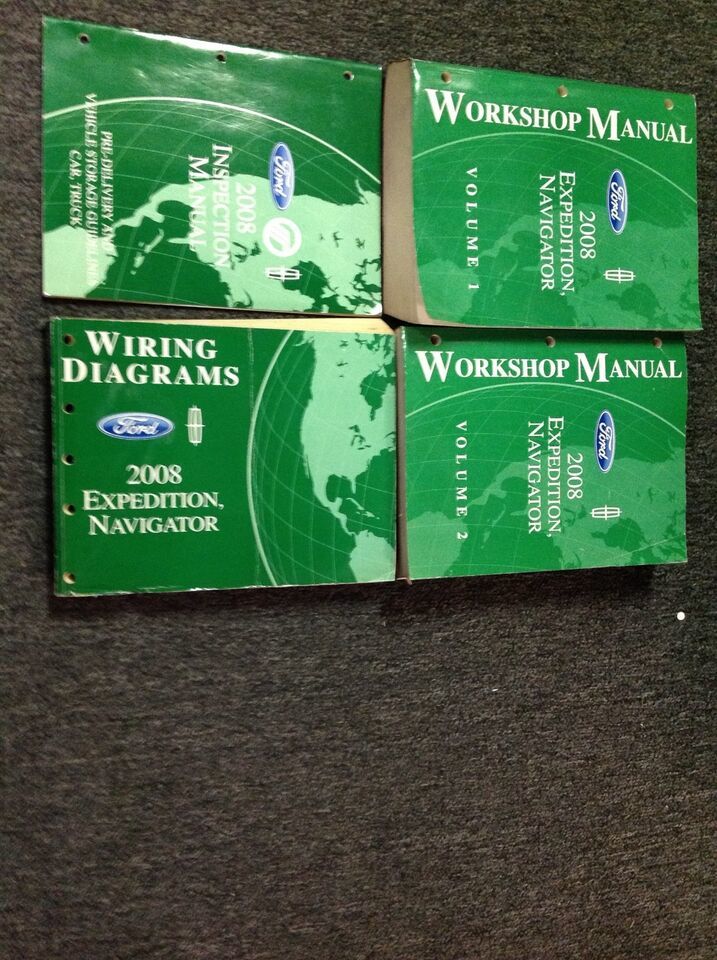 PRE-DELIVERY AND
VEHICLE STORAGE GUIDELINES
CAR, TRUCK
Ford
2008
INSPECTION
MANUAL
WORKSHOP MANUAL
Ford
2008
EXPEDITION,
NAVIGATOR
VOLUME 1
WIRING
DIAGRAMS
Ford
2008
EXPEDITION,
NAVIGATOR
WORKSHOP MANUAL
Ford
2008
EXPEDITION,
NAVIGATOR
VOLUME 2